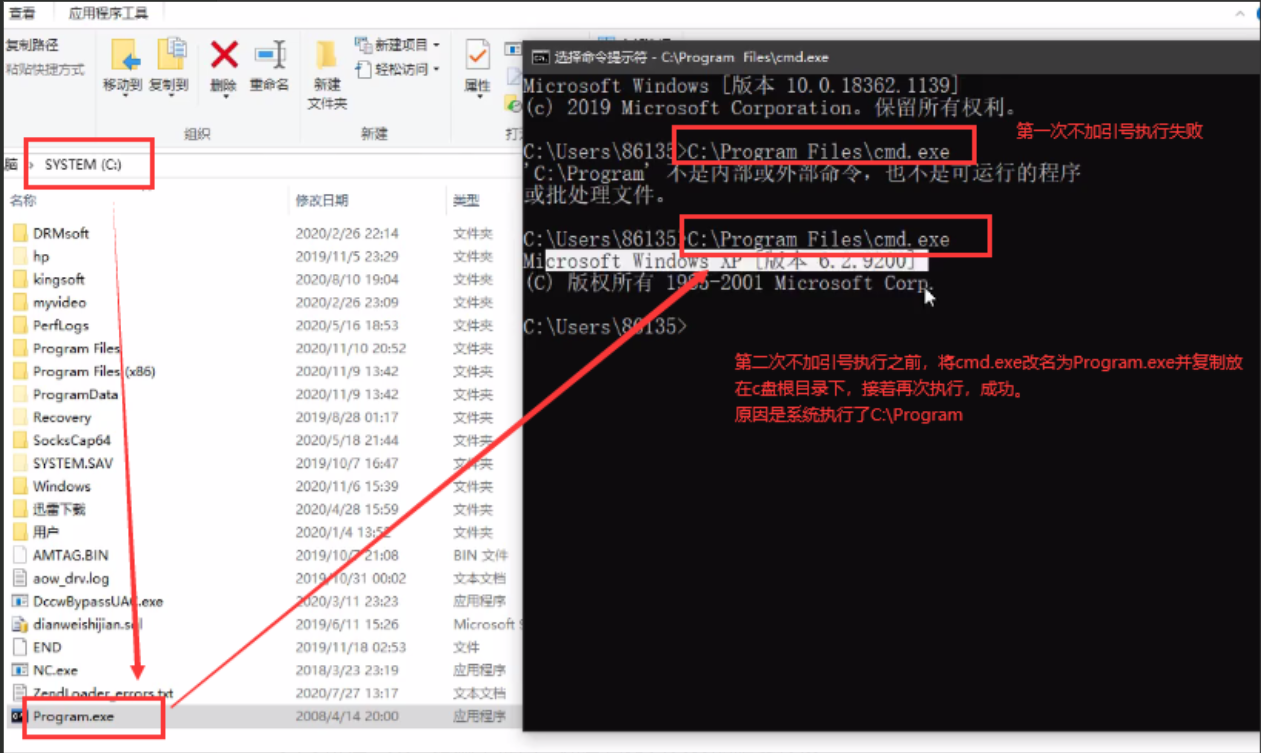 查看
应用程序工具
复制路径
粘贴快捷方式
移动到
复制到
删除
重命名
新建
文件夹
新建项目
轻松访问
属性
组织
新建
SYSTEM (C:)
名称
修改日期
类型
DRMsoft 2020/2/26 22:14 文件夹
hp 2019/11/5 23:29 文件夹
kingsoft 2020/8/10 19:04 文件夹
myvideo 2020/2/26 23:09 文件夹
PerfLogs 2020/5/16 18:53 文件夹
Program Files 2020/11/10 20:52 文件夹
Program Files (x86) 2020/11/9 13:42 文件夹
ProgramData 2020/11/9 13:42 文件夹
Recovery 2019/8/28 01:17 文件夹
SocksCap64 2020/5/18 21:44 文件夹
SYSTEM.SAV 2019/10/7 16:47 文件夹
Windows 2020/11/6 15:39 文件夹
迅雷下载 2020/4/28 15:59 文件夹
用户 2020/1/4 13:52 文件夹
AMTAG.BIN 2019/10/7 21:08 BIN 文件
aow_drv.log 2019/10/31 00:02 文本文档
DccwBypassUAC.exe 2020/3/11 23:23 应用程序
dianweishijian.sql 2019/6/11 15:26 Microsoft S
END 2019/11/18 02:53 文件
NC.exe 2018/3/23 23:19 应用程序
ZendLoader_errors.txt 2020/7/27 13:17 文本文档
Program.exe 2008/4/14 20:00 应用程序
选择命令提示符 - C:\Program Files\cmd.exe
Microsoft Windows [版本 10.0.18362.1139]
(c) 2019 Microsoft Corporation。保留所有权利。
第一次不加引号执行失败
C:\Users\86135>C:\Program Files\cmd.exe
'C:\Program' 不是内部或外部命令，也不是可运行的程序
或批处理文件。
C:\Users\86135>C:\Program Files\cmd.exe
Microsoft Windows XP [版本 6.2.9200]
(C) 版权所有 1985-2001 Microsoft Corp.
C:\Users\86135>
第二次不加引号执行之前，将cmd.exe改名为Program.exe并复制放
在c盘根目录下，接着再次执行，成功。
原因是系统执行了C:\Program